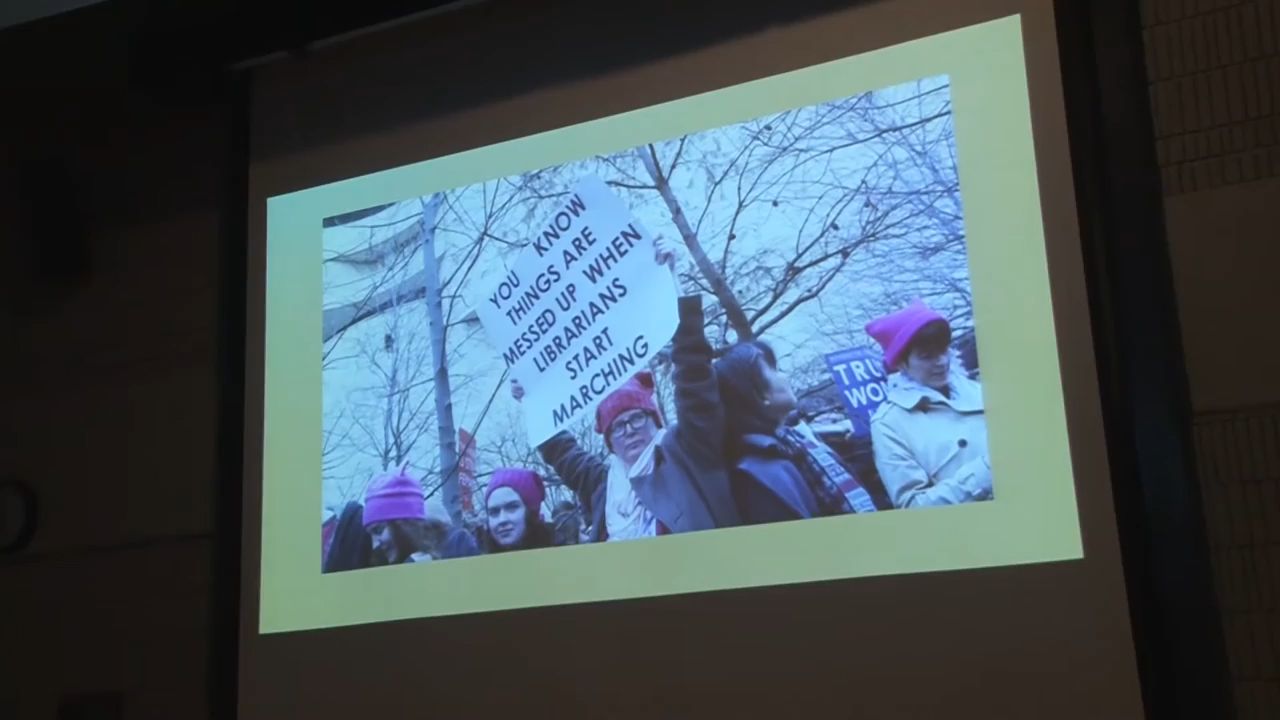 YOU KNOW
THINGS ARE
MESSED UP WHEN
LIBRARIANS
START
MARCHING